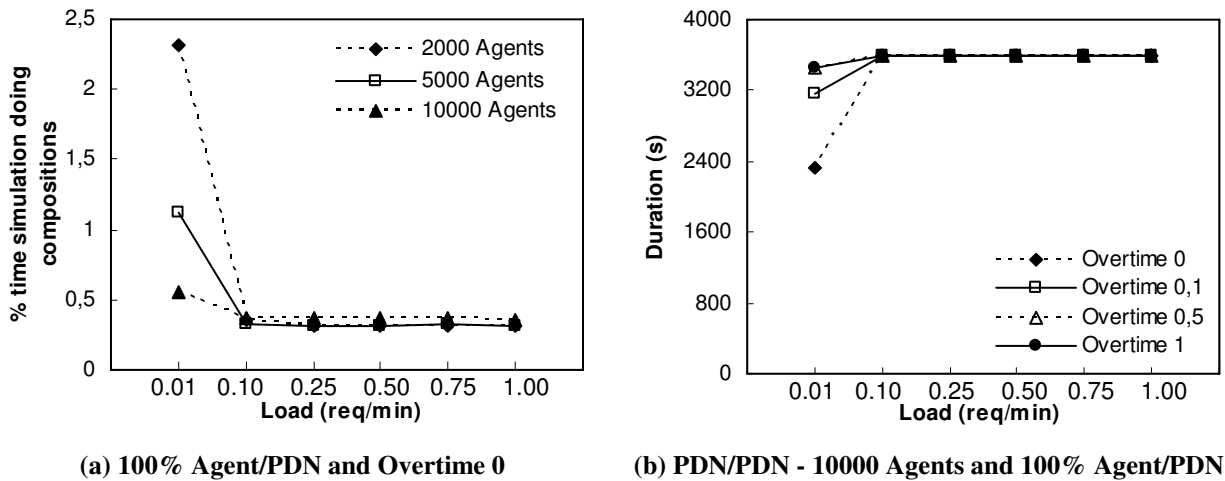 2,5
2
1,5
1
0,5
0
% time simulation doing
compositions
2000 Agents
5000 Agents
10000 Agents
0.01 0.10 0.25 0.50 0.75 1.00
Load (req/min)
(a) 100% Agent/PDN and Overtime 0
4000
3200
2400
1600
800
0
Duration (s)
Overtime 0
Overtime 0,1
Overtime 0,5
Overtime 1
0.01 0.10 0.25 0.50 0.75 1.00
Load (req/min)
(b) PDN/PDN - 10000 Agents and 100% Agent/PDN